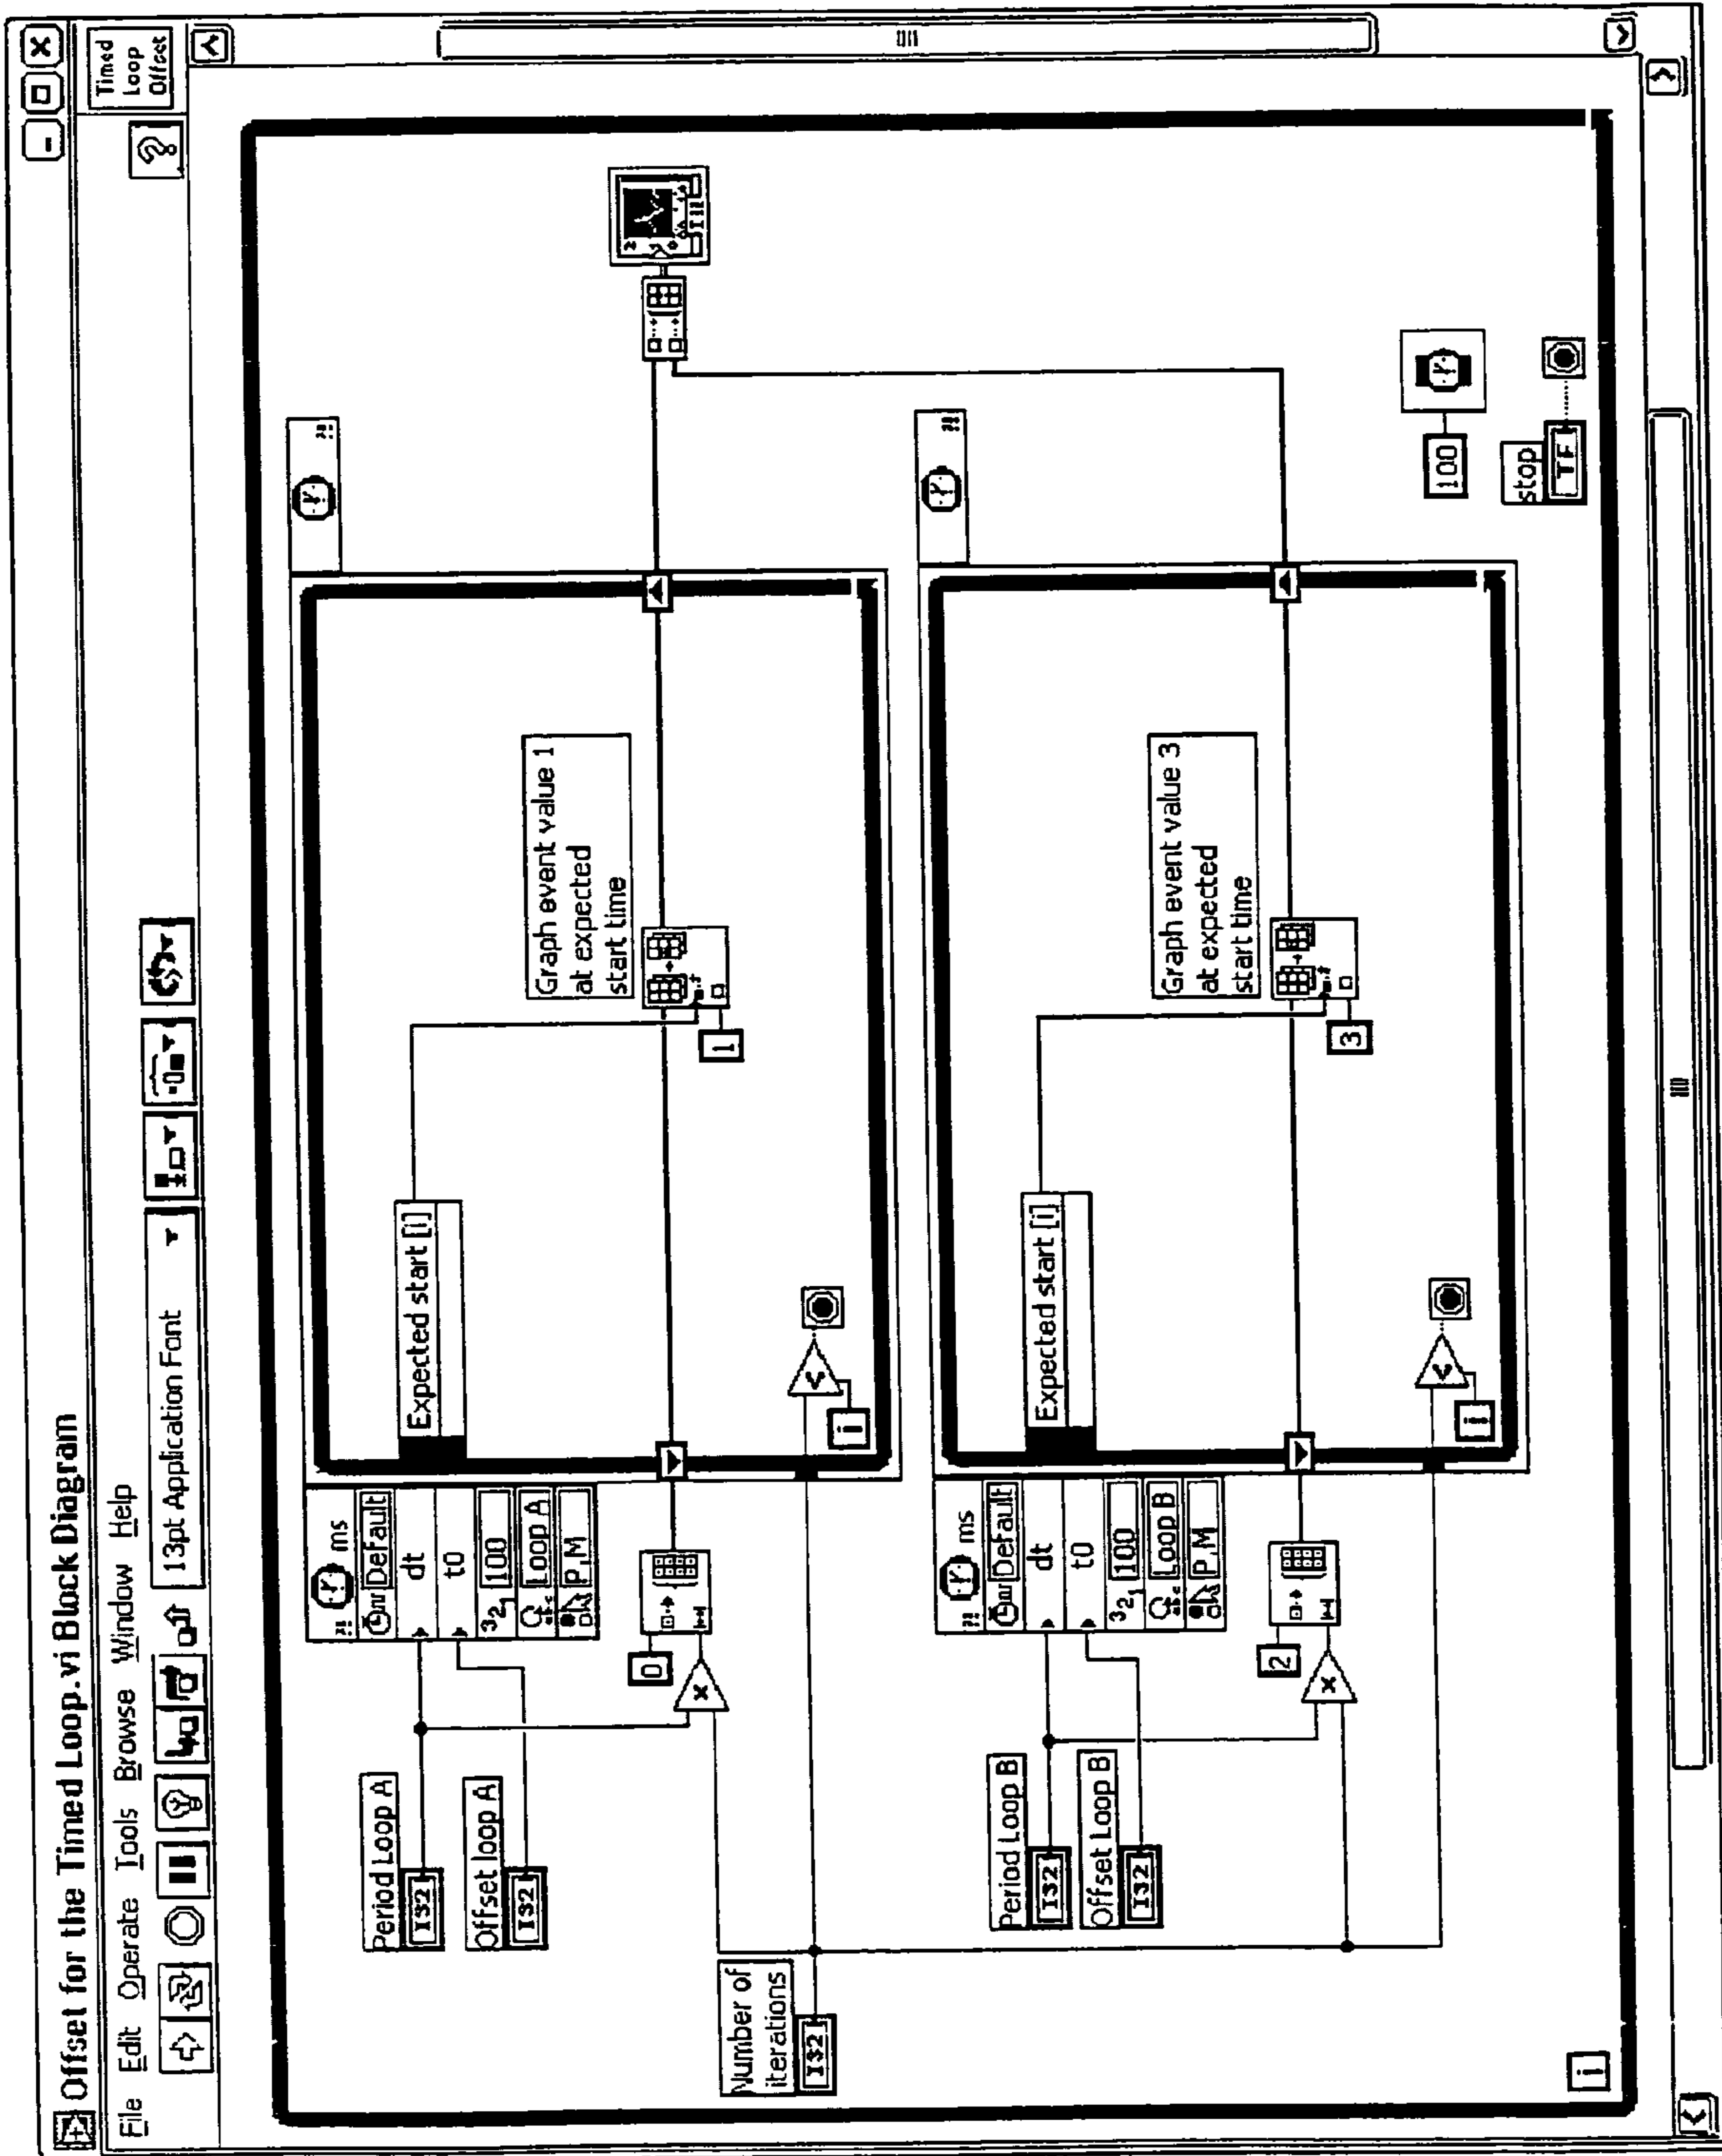 Offset for the Timed Loop.vi Block Diagram
File Edit Operate Tools Browse Window Help
13pt Application Font
?
Timed
Loop
Offset
Period Loop A
I32
Offset loop A
I32
Number of
iterations
I32
ms
Default
dt
t0
100
Loop A
P,M
0
x
Expected start [i]
i
1
Graph event value 1
at expected
start time
Period Loop B
I32
Offset Loop B
I32
ms
Default
dt
t0
100
Loop B
P,M
2
x
Expected start [i]
i
3
Graph event value 3
at expected
start time
100
stop
TF
i